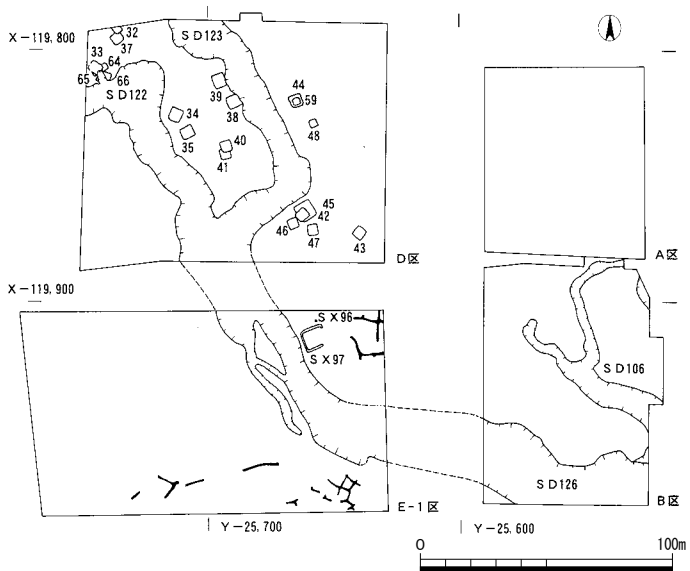 X－119,800
32
37
33
64
65
66
S D122
S D123
39
38
34
35
40
41
44
59
48
45
42
46
47
43
D区
A区
X－119,900
S X96
S X97
S D106
S D126
E-1区
B区
Y－25,700
Y－25,600
0
100m